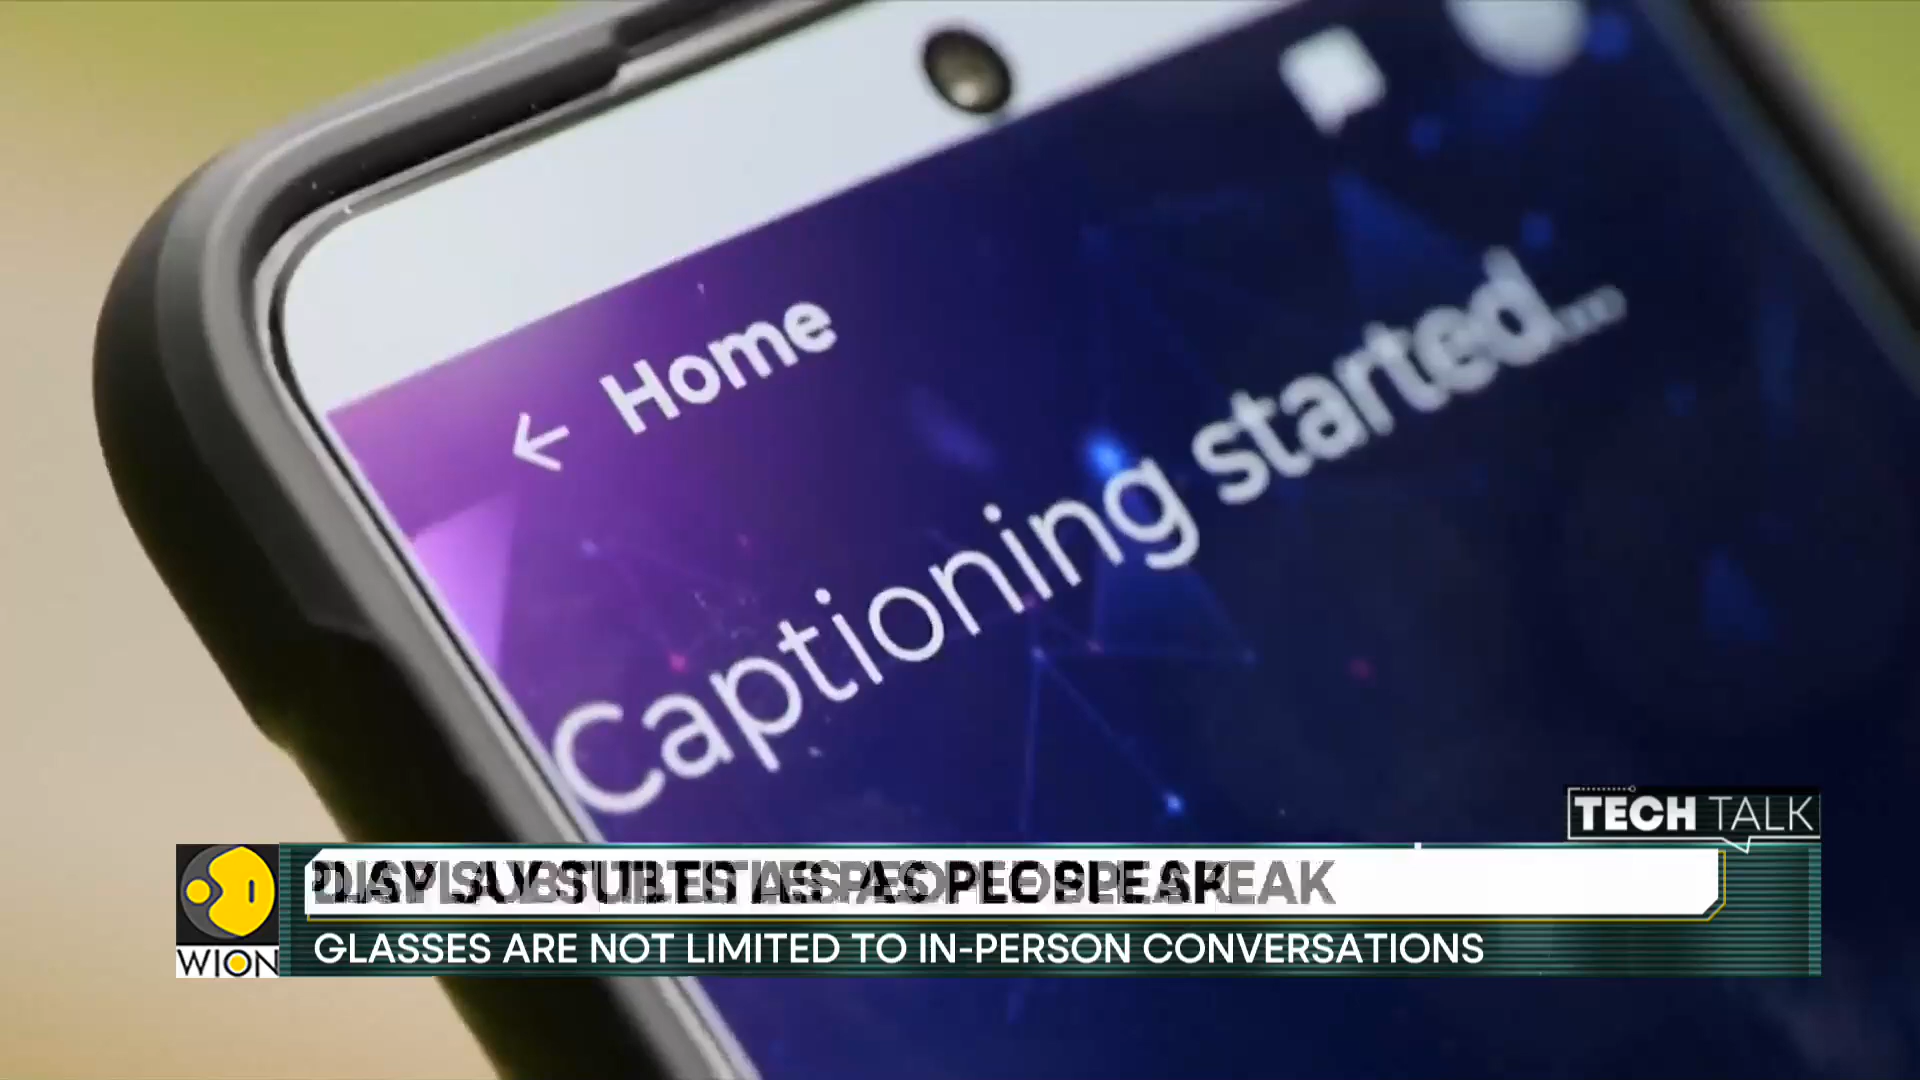 ← Home
Captioning started...
TECH TALK
GLASSES ARE NOT LIMITED TO IN-PERSON CONVERSATIONS
WION